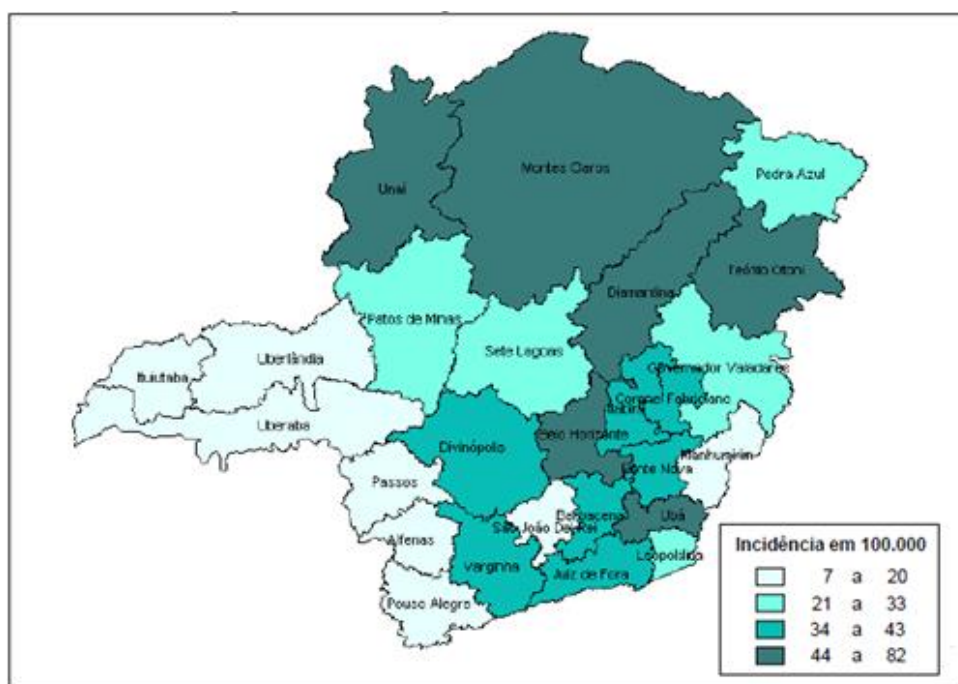 Montes Claros
Pedra Azul
Unaí
Teófilo Otoni
Diamantina
Patos de Minas
Sete Lagoas
Governador Valadares
Uberlândia
Ituiutaba
Coronel Fabriciano
Itabira
Uberaba
Belo Horizonte
Divinópolis
Manhumirim
Ponte Nova
Passos
Barbacena
Ubá
São João Del Rei
Alfenas
Leopoldina
Varginha
Juiz de Fora
Pouso Alegre
Incidência em 100.000
7 a 20
21 a 33
34 a 43
44 a 82